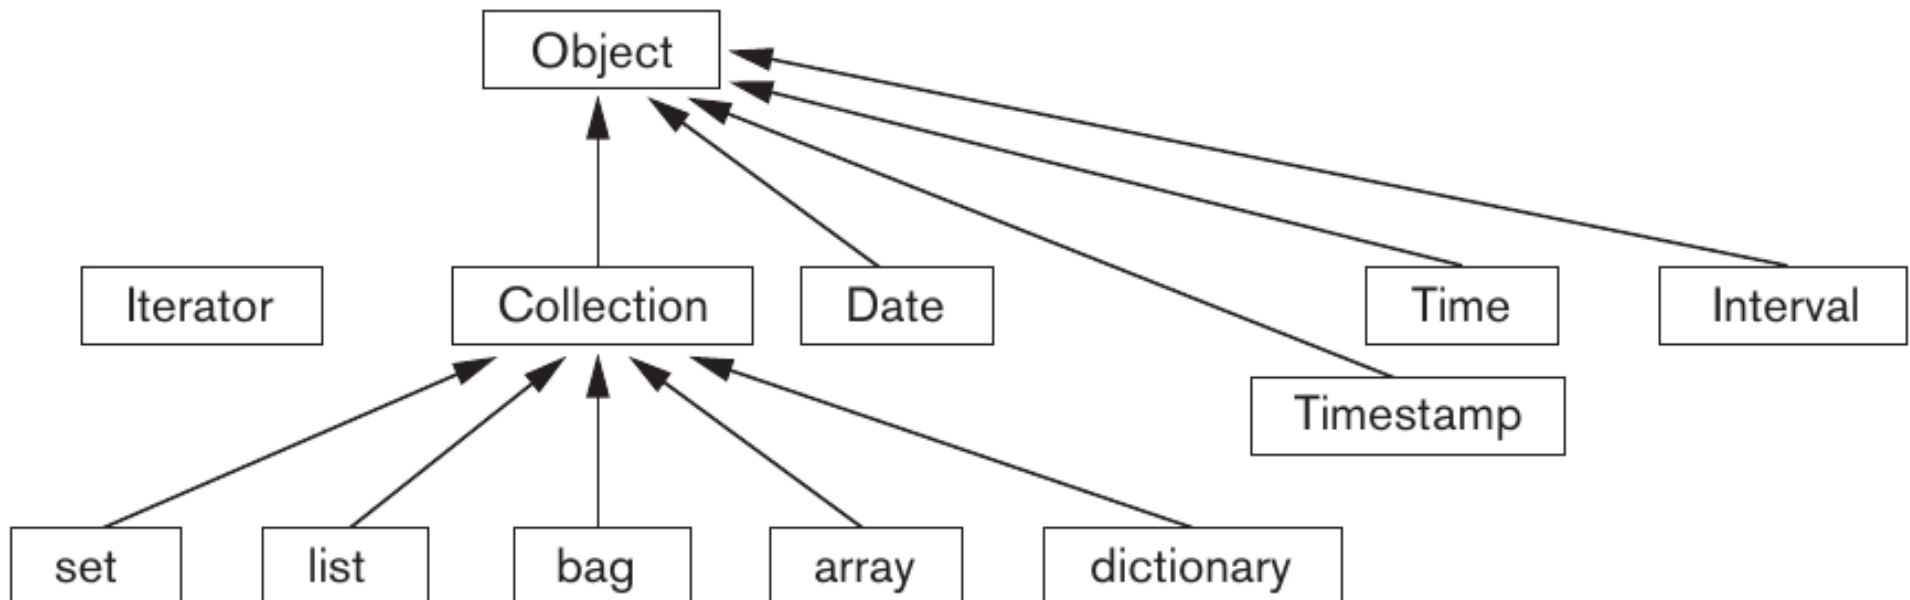 Object
Iterator
Collection
Date
Time
Interval
Timestamp
set
list
bag
array
dictionary